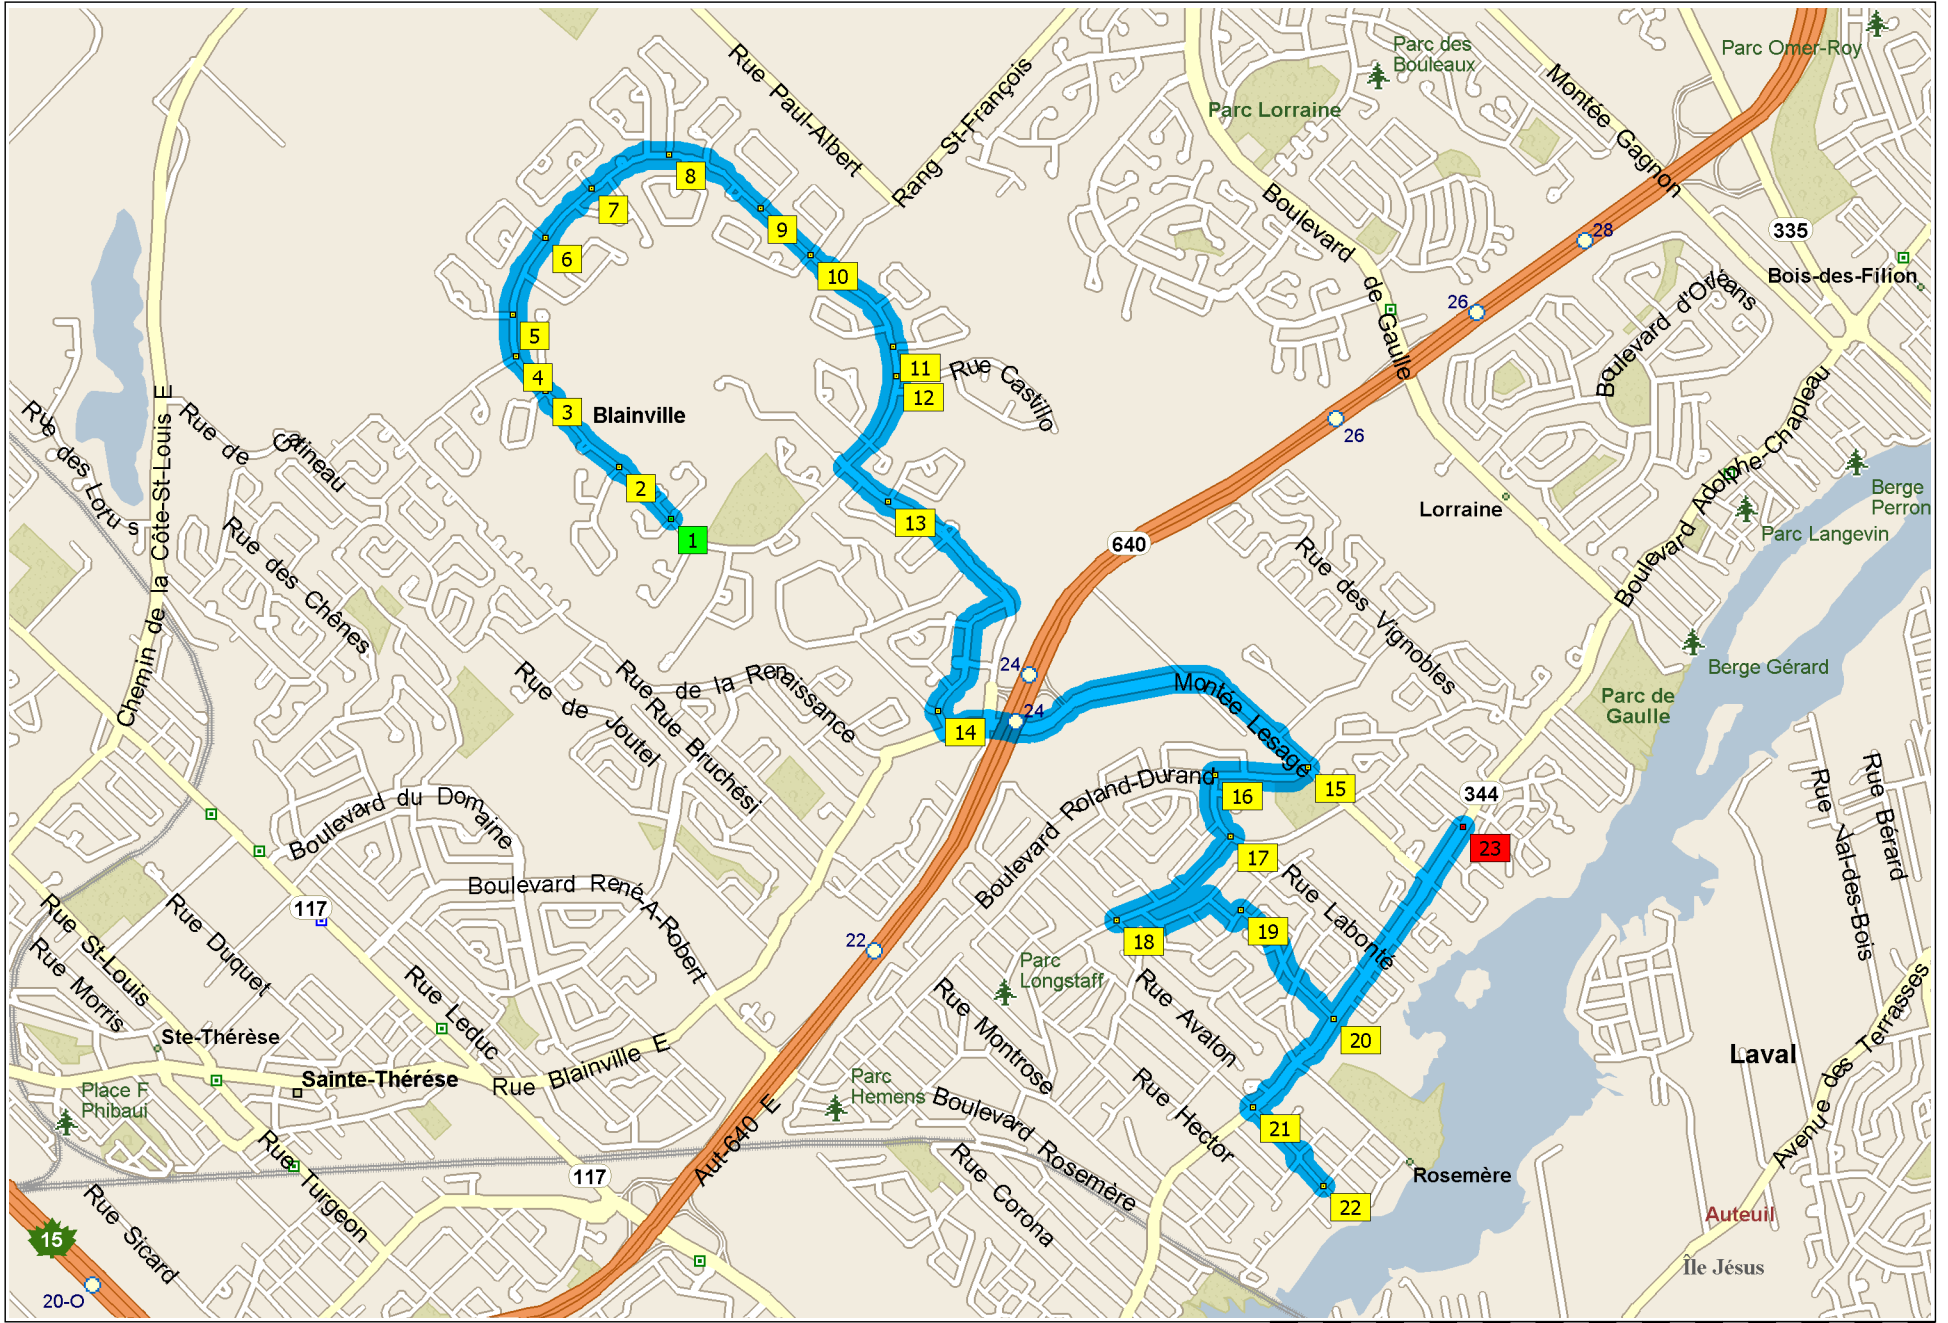 Parc des
Bouleaux
Parc Omer-Roy
Rue Paul-Albert
Rang St-François
Parc Lorraine
Montée Gagnon
8
7
9
6
10
Boulevard de Gaulle
28
335
Bois-des-Filion
26
Boulevard d'Orléans
5
4
3
Blainville
11
12
Rue Castillo
26
Rue des Lotus
Chemin de la Côte-St-Louis E
Rue de Gatineau
2
1
13
640
Lorraine
Boulevard Adolphe-Chapleau
Berge
Perron
Parc Langevin
Rue des Chênes
Rue des Vignobles
Berge Gérard
Parc de
Gaulle
Rue de Joutel
Rue
Rue Bruchési
de la Renaissance
24
24
14
Montée Lesage
15
16
344
23
17
Boulevard Roland-Durand
Boulevard du Domaine
Boulevard René-A-Robert
117
Rue Labonté
Rue Bérard
Rue Val-des-Bois
Rue St-Louis
Rue Duquet
Rue Morris
Rue Leduc
22
18
19
Parc
Longstaff
Rue Montrose
Rue Avalon
20
Ste-Thérèse
Sainte-Thérése
Rue Blainville E
Place F
Phibaui
Parc
Hemens
Boulevard Rosemère
Rue Hector
21
Laval
Avenue des Terrasses
Aut-640 E
Rue Turgeon
117
Rue Corona
22
Rosemère
Rue Sicard
15
20-O
Auteuil
Île Jésus